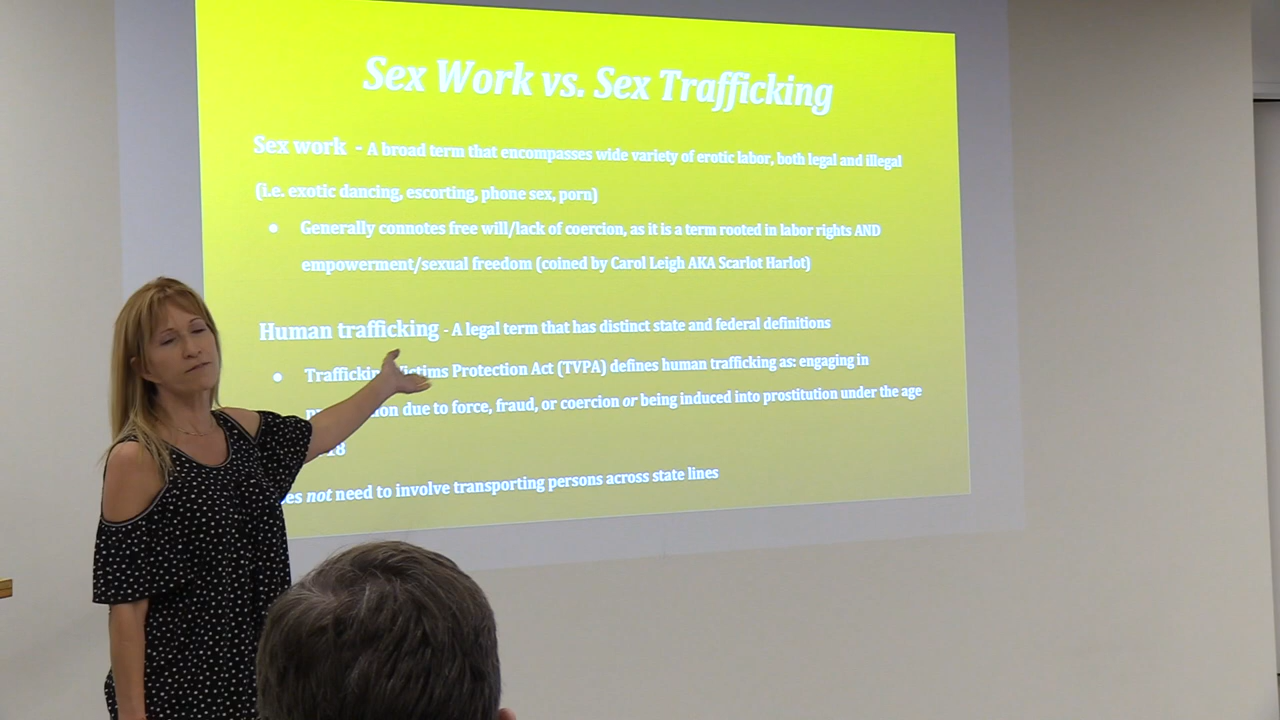 Sex Work vs. Sex Trafficking
Sex work - A broad term that encompasses wide variety of erotic labor, both legal and illegal
(i.e. exotic dancing, escorting, phone sex, porn)
● Generally connotes free will/lack of coercion, as it is a term rooted in labor rights AND
empowerment/sexual freedom (coined by Carol Leigh AKA Scarlot Harlot)
Human trafficking - A legal term that has distinct state and federal definitions
● Protection Act (TVPA) defines human trafficking as: engaging in
due to force, fraud, or coercion or being induced into prostitution under the age
not need to involve transporting persons across state lines